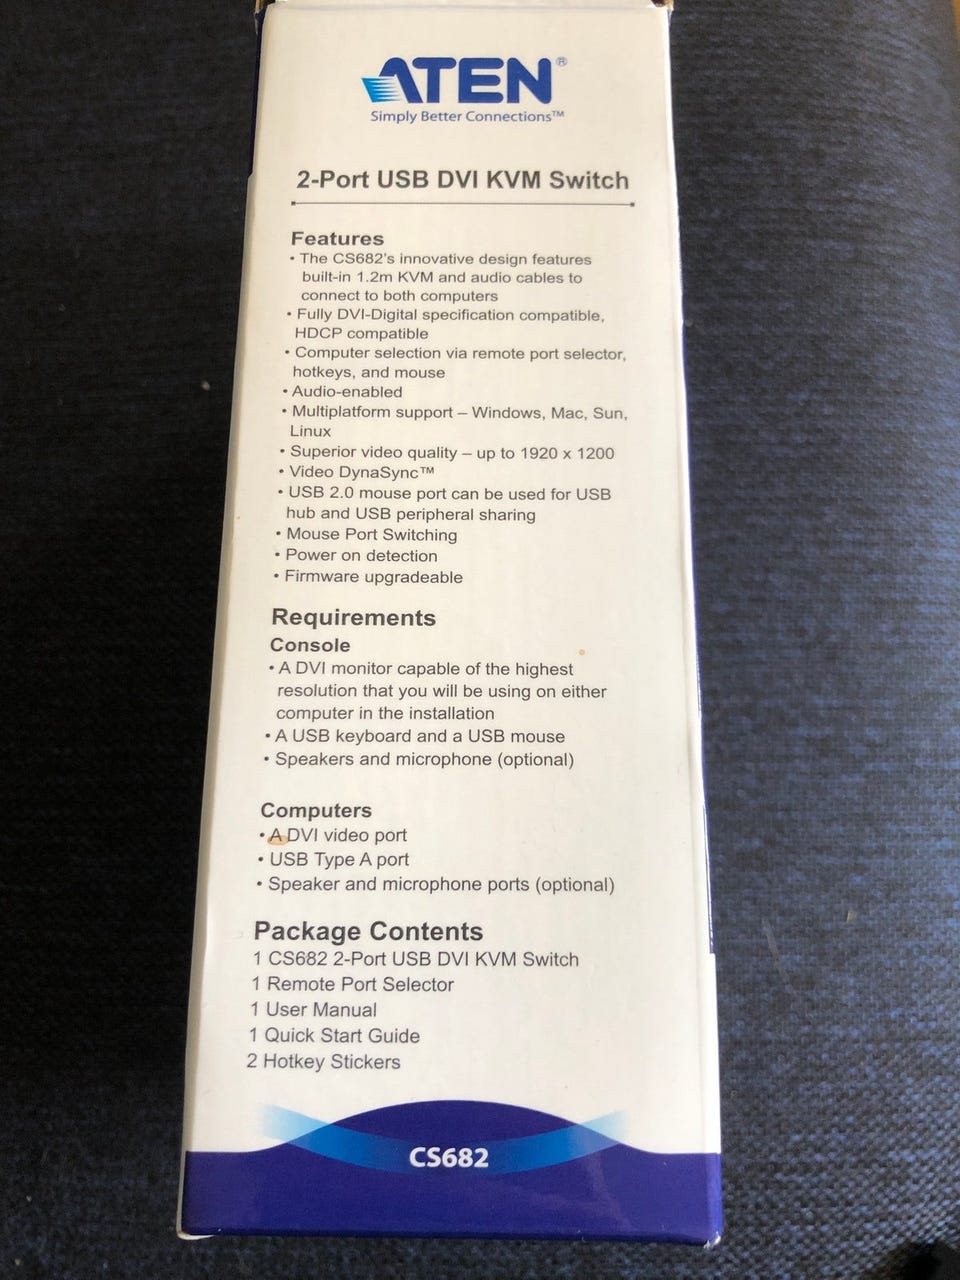 ATEN®
Simply Better Connections™
2-Port USB DVI KVM Switch
Features
• The CS682's innovative design features
built-in 1.2m KVM and audio cables to
connect to both computers
• Fully DVI-Digital specification compatible,
HDCP compatible
• Computer selection via remote port selector,
hotkeys, and mouse
• Audio-enabled
• Multiplatform support – Windows, Mac, Sun,
Linux
• Superior video quality – up to 1920 x 1200
• Video DynaSync™
• USB 2.0 mouse port can be used for USB
hub and USB peripheral sharing
• Mouse Port Switching
• Power on detection
• Firmware upgradeable
Requirements
Console
• A DVI monitor capable of the highest
resolution that you will be using on either
computer in the installation
• A USB keyboard and a USB mouse
• Speakers and microphone (optional)
Computers
• A DVI video port
• USB Type A port
• Speaker and microphone ports (optional)
Package Contents
1 CS682 2-Port USB DVI KVM Switch
1 Remote Port Selector
1 User Manual
1 Quick Start Guide
2 Hotkey Stickers
CS682